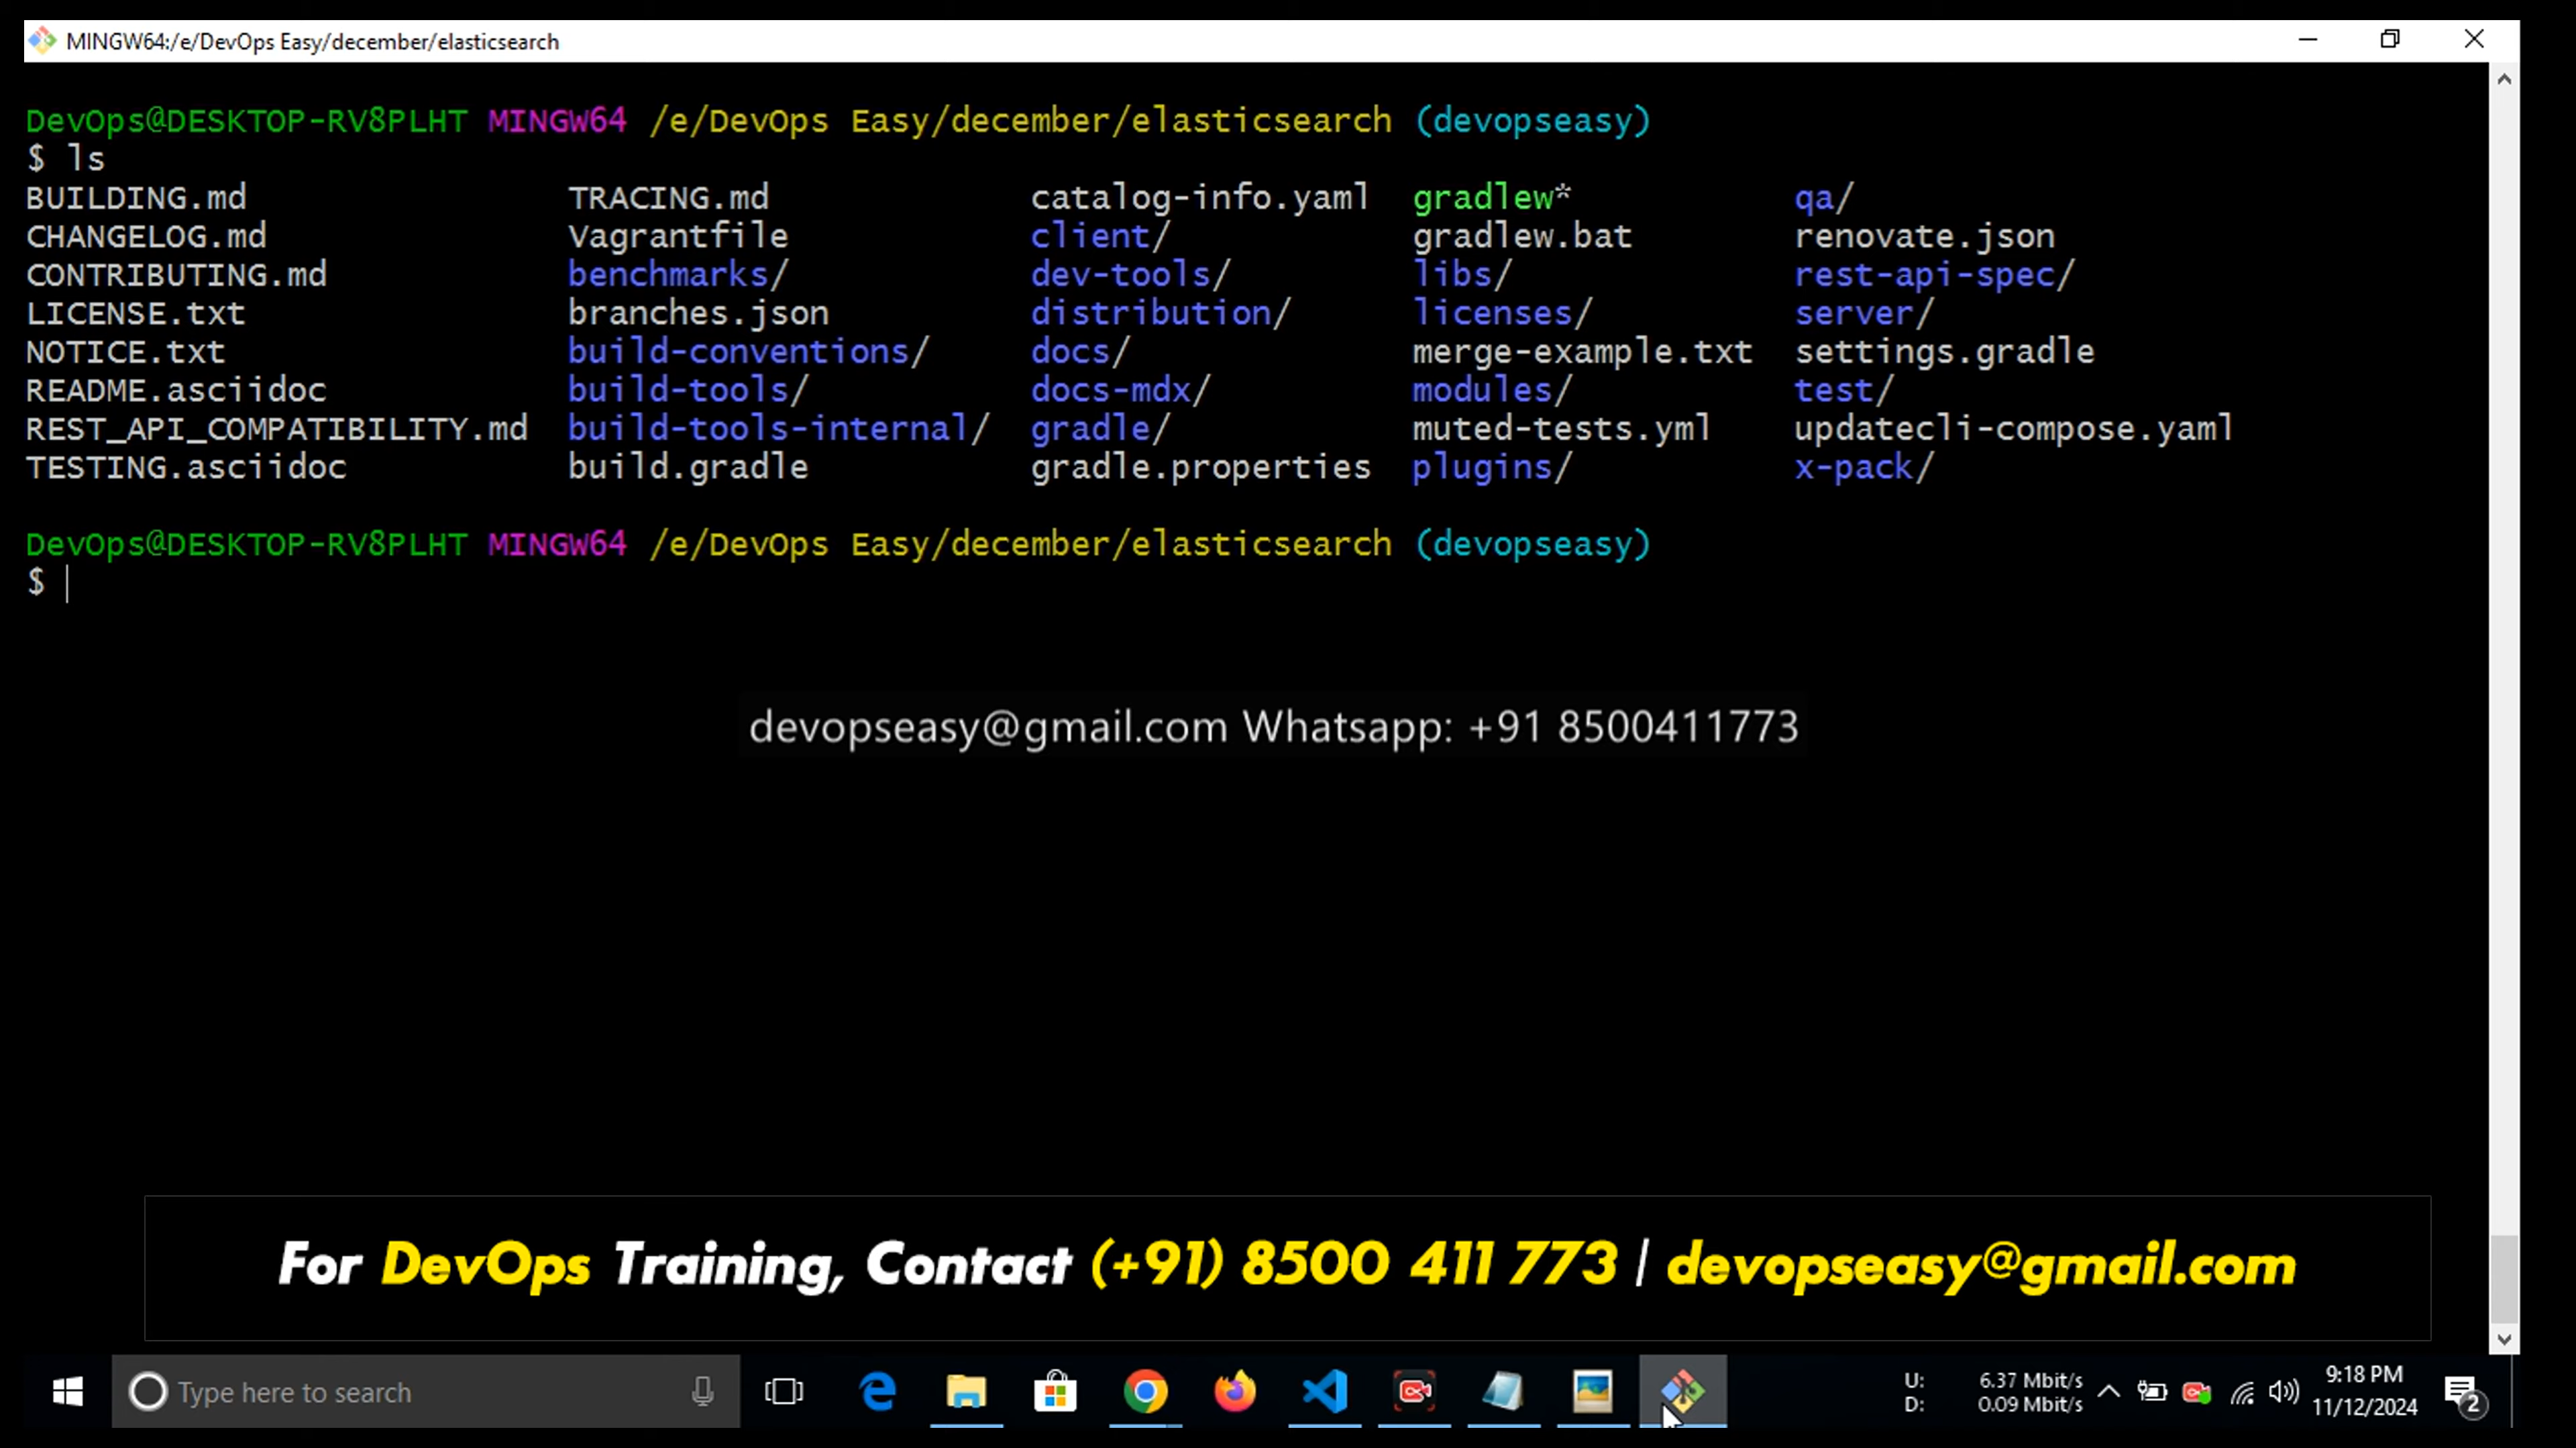 MINGW64:/e/DevOps Easy/december/elasticsearch
DevOps@DESKTOP-RV8PLHT MINGW64 /e/DevOps Easy/december/elasticsearch (devopseasy)
$ ls
BUILDING.md TRACING.md catalog-info.yaml gradlew* qa/
CHANGELOG.md Vagrantfile client/ gradlew.bat renovate.json
CONTRIBUTING.md benchmarks/ dev-tools/ libs/ rest-api-spec/
LICENSE.txt branches.json distribution/ licenses/ server/
NOTICE.txt build-conventions/ docs/ merge-example.txt settings.gradle
README.asciidoc build-tools/ docs-mdx/ modules/ test/
REST_API_COMPATIBILITY.md build-tools-internal/ gradle/ muted-tests.yml updatecli-compose.yaml
TESTING.asciidoc build.gradle gradle.properties plugins/ x-pack/
DevOps@DESKTOP-RV8PLHT MINGW64 /e/DevOps Easy/december/elasticsearch (devopseasy)
$
devopseasy@gmail.com Whatsapp: +91 8500411773
For DevOps Training, Contact (+91) 8500 411 773 | devopseasy@gmail.com
Type here to search
U: 6.37 Mbit/s
D: 0.09 Mbit/s
9:18 PM
11/12/2024
2